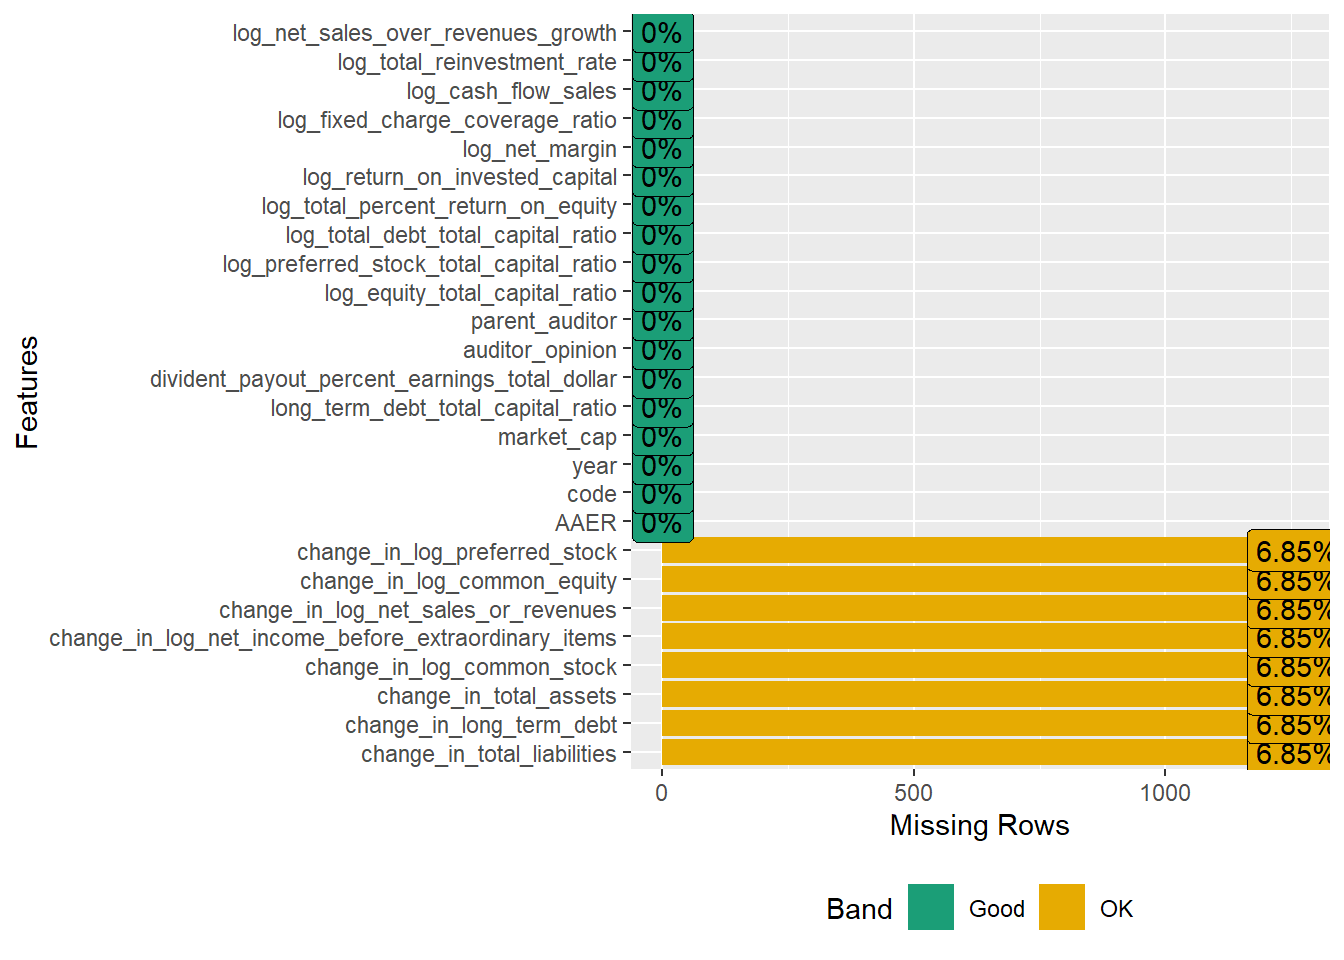 log_net_sales_over_revenues_growth 0%
log_total_reinvestment_rate 0%
log_cash_flow_sales 0%
log_fixed_charge_coverage_ratio 0%
log_net_margin 0%
log_return_on_invested_capital 0%
log_total_percent_return_on_equity 0%
log_total_debt_total_capital_ratio 0%
log_preferred_stock_total_capital_ratio 0%
log_equity_total_capital_ratio 0%
parent_auditor 0%
auditor_opinion 0%
divident_payout_percent_earnings_total_dollar 0%
long_term_debt_total_capital_ratio 0%
market_cap 0%
year 0%
code 0%
AAER 0%
change_in_log_preferred_stock 6.85%
change_in_log_common_equity 6.85%
change_in_log_net_sales_or_revenues 6.85%
change_in_log_net_income_before_extraordinary_items 6.85%
change_in_log_common_stock 6.85%
change_in_total_assets 6.85%
change_in_long_term_debt 6.85%
change_in_total_liabilities 6.85%
Features
0 500 1000
Missing Rows
Band Good OK